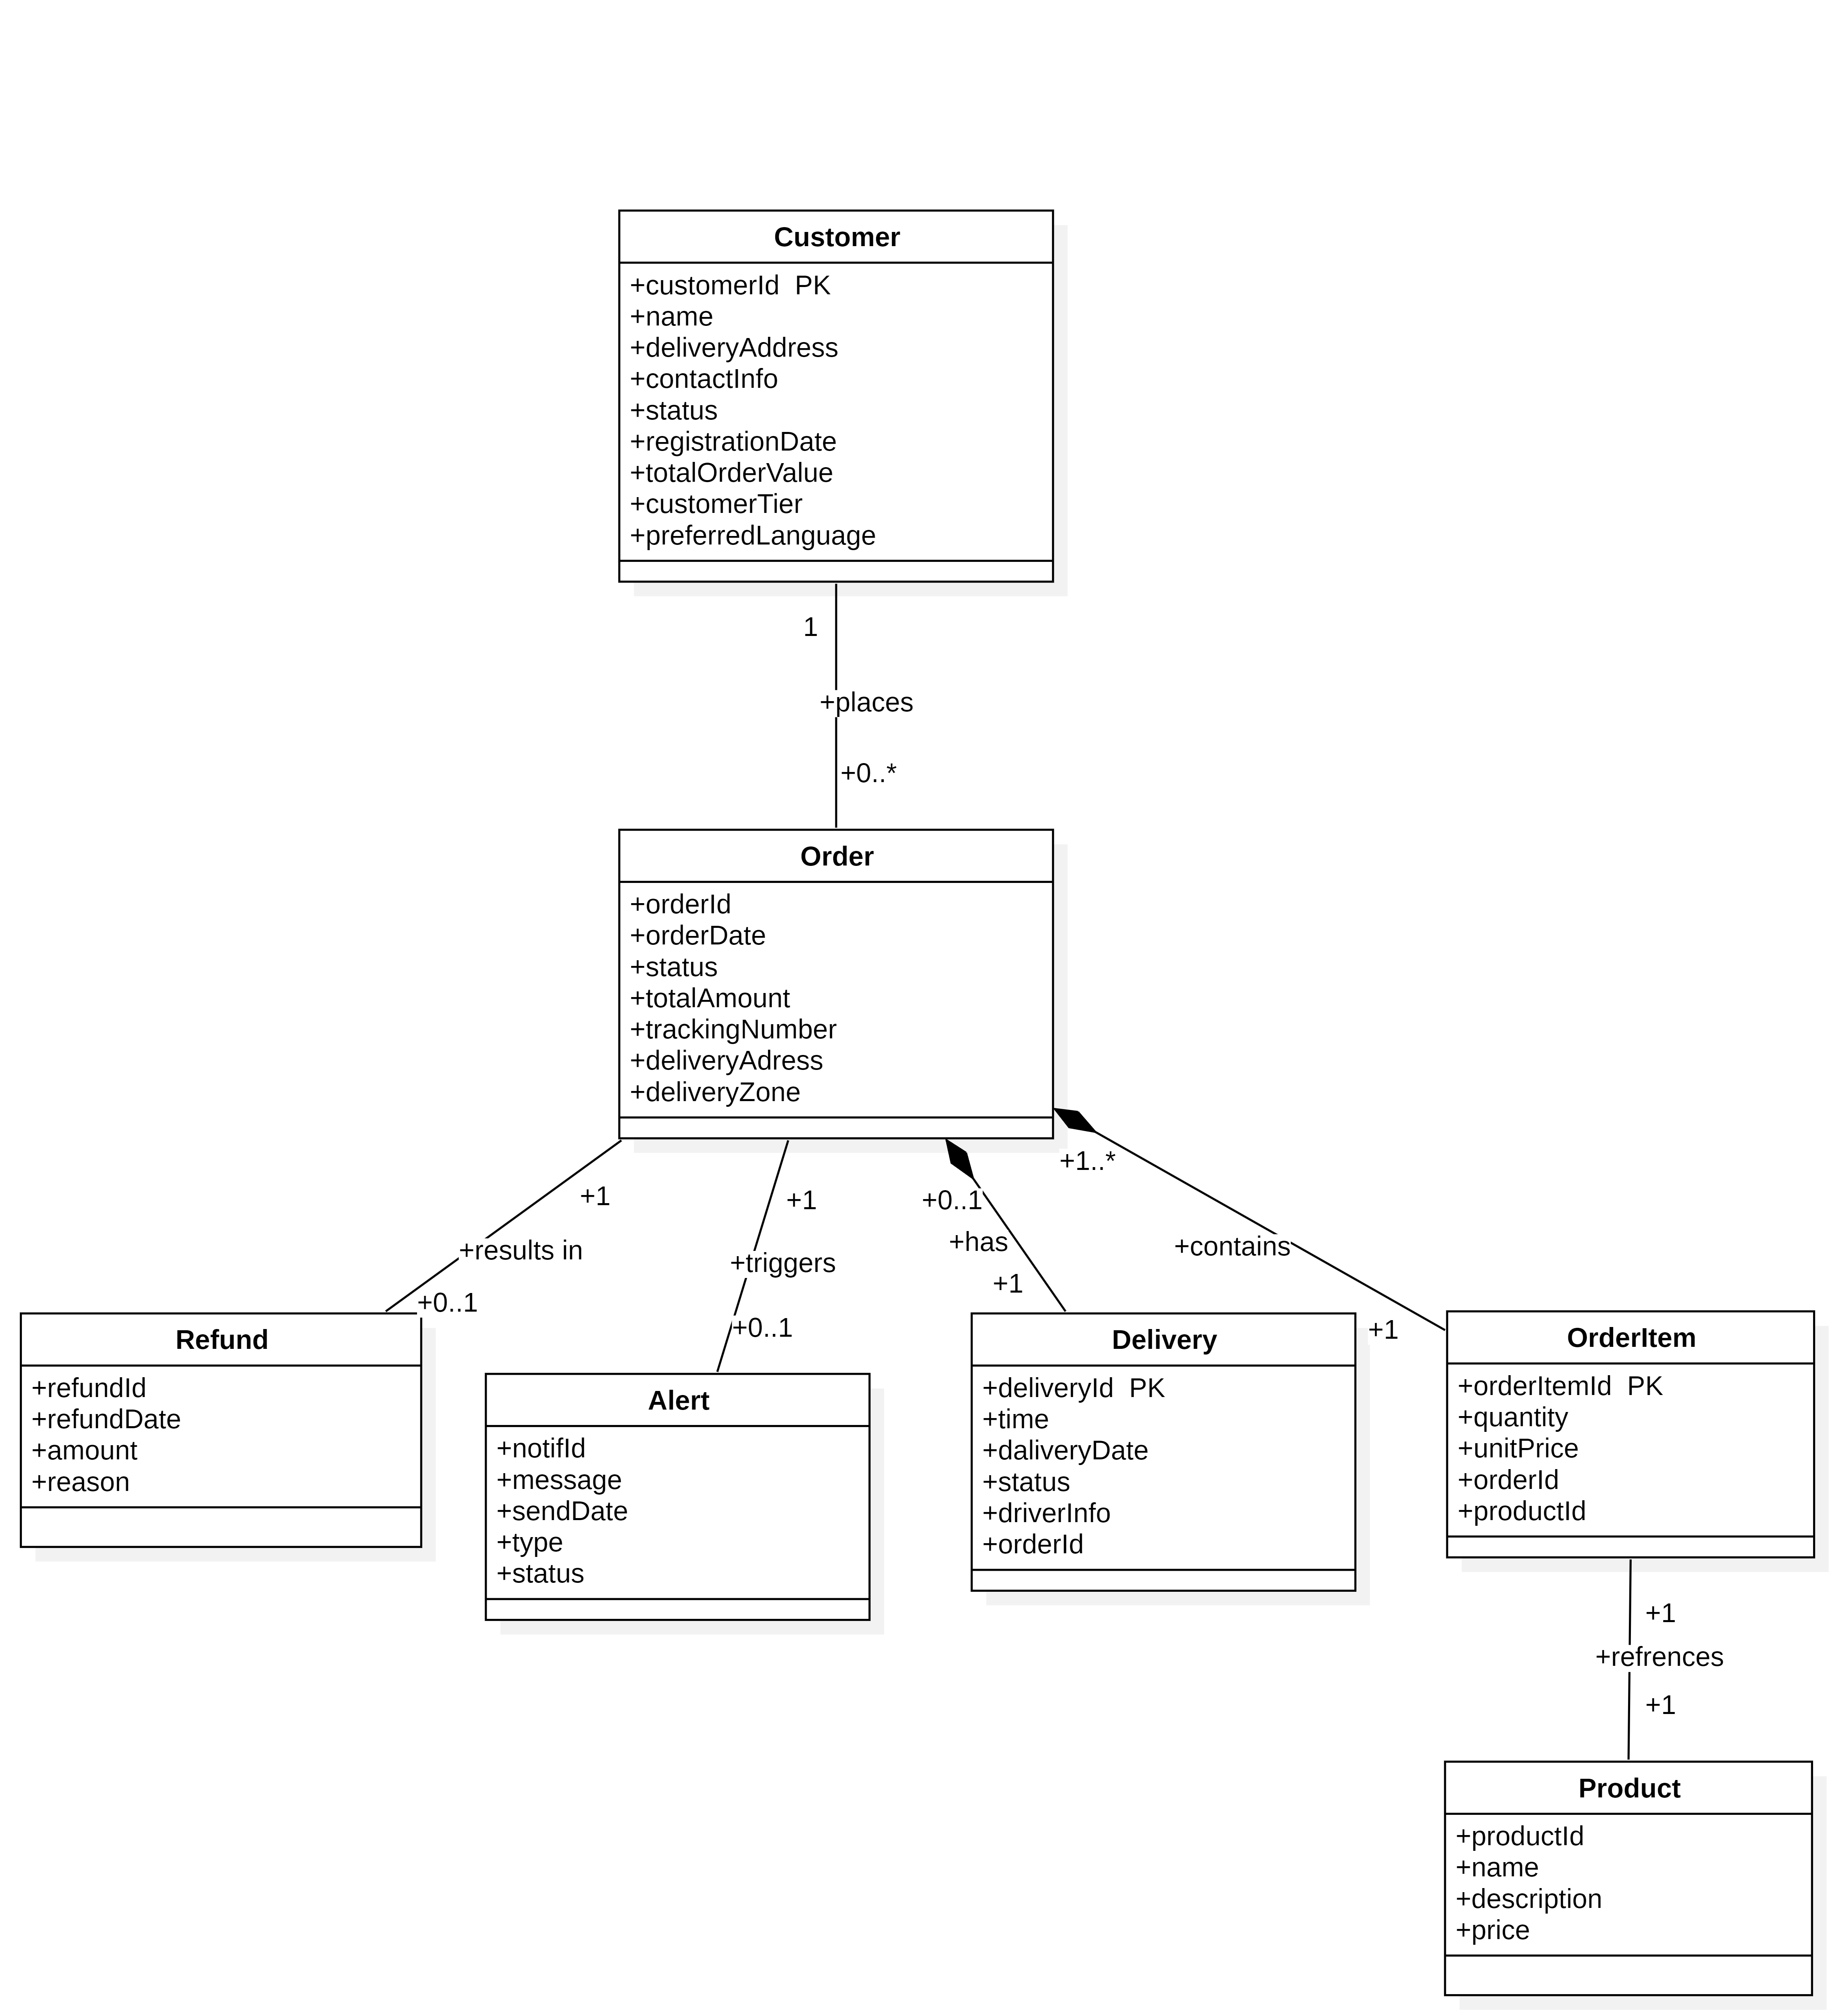 Customer
+customerId  PK
+name
+deliveryAddress
+contactInfo
+status
+registrationDate
+totalOrderValue
+customerTier
+preferredLanguage
1
+places
+0..*
Order
+orderId
+orderDate
+status
+totalAmount
+trackingNumber
+deliveryAdress
+deliveryZone
+1
+results in
+0..1
+1
+triggers
+0..1
+0..1
+has
+1
+1..*
+contains
+1
Refund
+refundId
+refundDate
+amount
+reason
Alert
+notifId
+message
+sendDate
+type
+status
Delivery
+deliveryId  PK
+time
+daliveryDate
+status
+driverInfo
+orderId
OrderItem
+orderItemId  PK
+quantity
+unitPrice
+orderId
+productId
+1
+refrences
+1
Product
+productId
+name
+description
+price